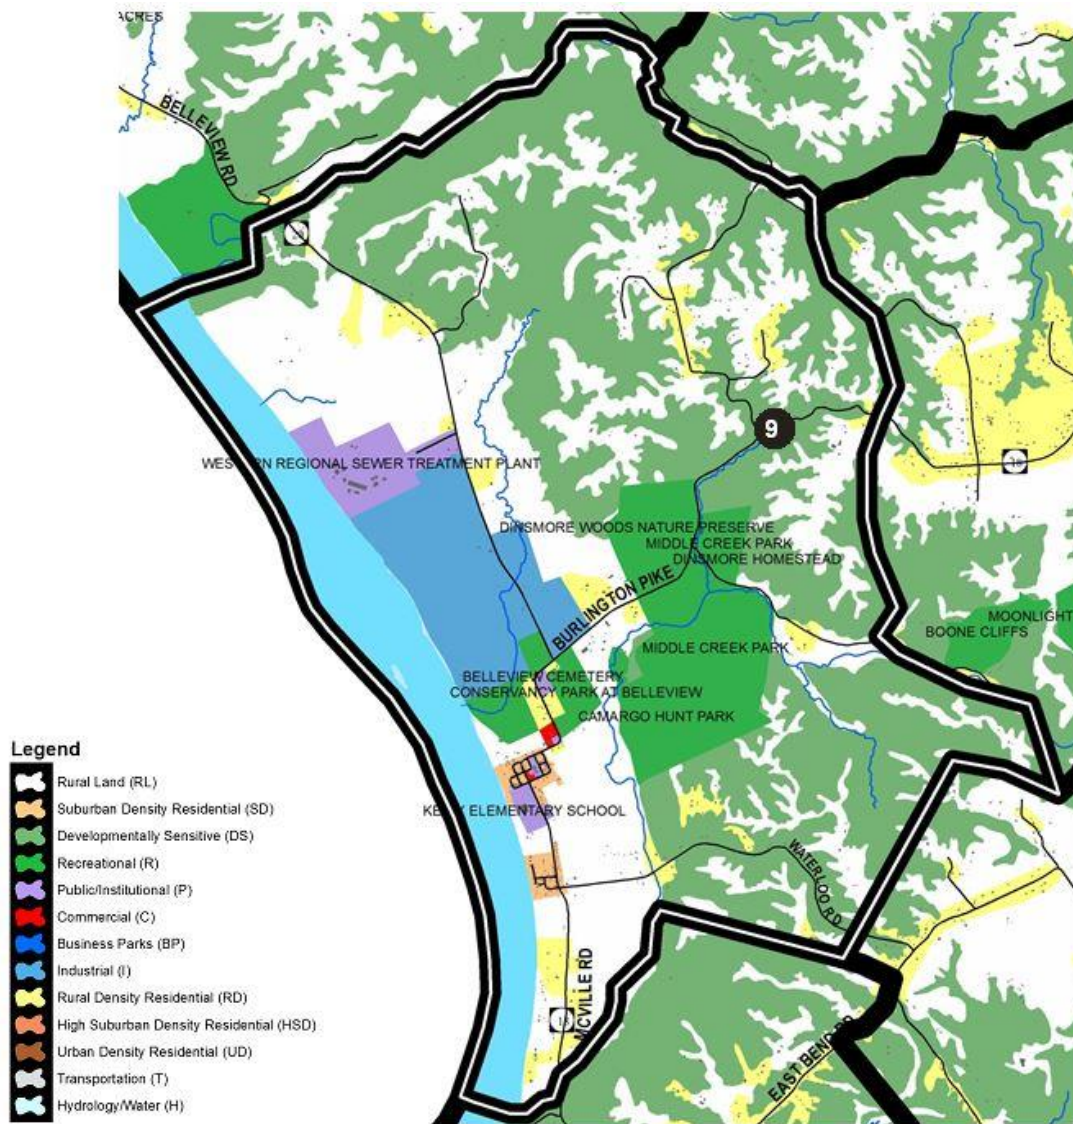 ACRES
BELLEVIEW RD
9
18
WESTERN REGIONAL SEWER TREATMENT PLANT
DINSMORE WOODS NATURE PRESERVE
MIDDLE CREEK PARK
DINSMORE HOMESTEAD
BURLINGTON PIKE
MOONLIGHT
BOONE CLIFFS
MIDDLE CREEK PARK
BELLEVIEW CEMETERY
CONSERVANCY PARK AT BELLEVIEW
CAMARGO HUNT PARK
KELLY ELEMENTARY SCHOOL
WATERLOO RD
MCVILLE RD
EAST BEND RD
Legend
Rural Land (RL)
Suburban Density Residential (SD)
Developmentally Sensitive (DS)
Recreational (R)
Public/Institutional (P)
Commercial (C)
Business Parks (BP)
Industrial (I)
Rural Density Residential (RD)
High Suburban Density Residential (HSD)
Urban Density Residential (UD)
Transportation (T)
Hydrology/Water (H)